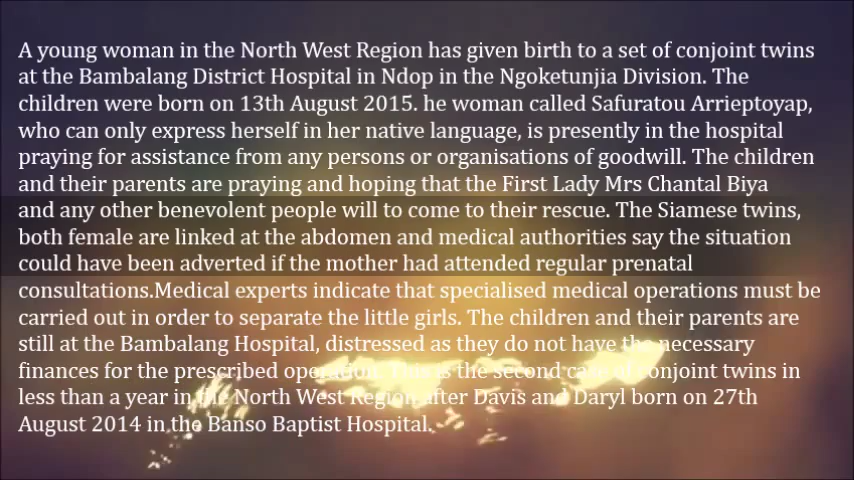 A young woman in the North West Region has given birth to a set of conjoint twins
at the Bambalang District Hospital in Ndop in the Ngoketunjia Division. The
children were born on 13th August 2015. he woman called Safuratou Arrieptoyap,
who can only express herself in her native language, is presently in the hospital
praying for assistance from any persons or organisations of goodwill. The children
and their parents are praying and hoping that the First Lady Mrs Chantal Biya
and any other benevolent people will to come to their rescue. The Siamese twins,
both female are linked at the abdomen and medical authorities say the situation
could have been adverted if the mother had attended regular prenatal
consultations.Medical experts indicate that specialised medical operations must be
carried out in order to separate the little girls. The children and their parents are
still at the Bambalang Hospital, distressed as they do not have the necessary
finances for the prescribed operation. This is the second case of conjoint twins in
less than a year in the North West Region after Davis and Daryl born on 27th
August 2014 in the Banso Baptist Hospital.